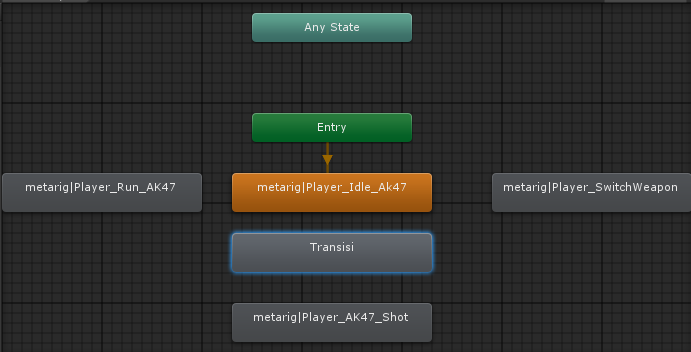 Any State
Entry
metarig|Player_Run_AK47
metarig|Player_Idle_Ak47
metarig|Player_SwitchWeapon
Transisi
metarig|Player_AK47_Shot